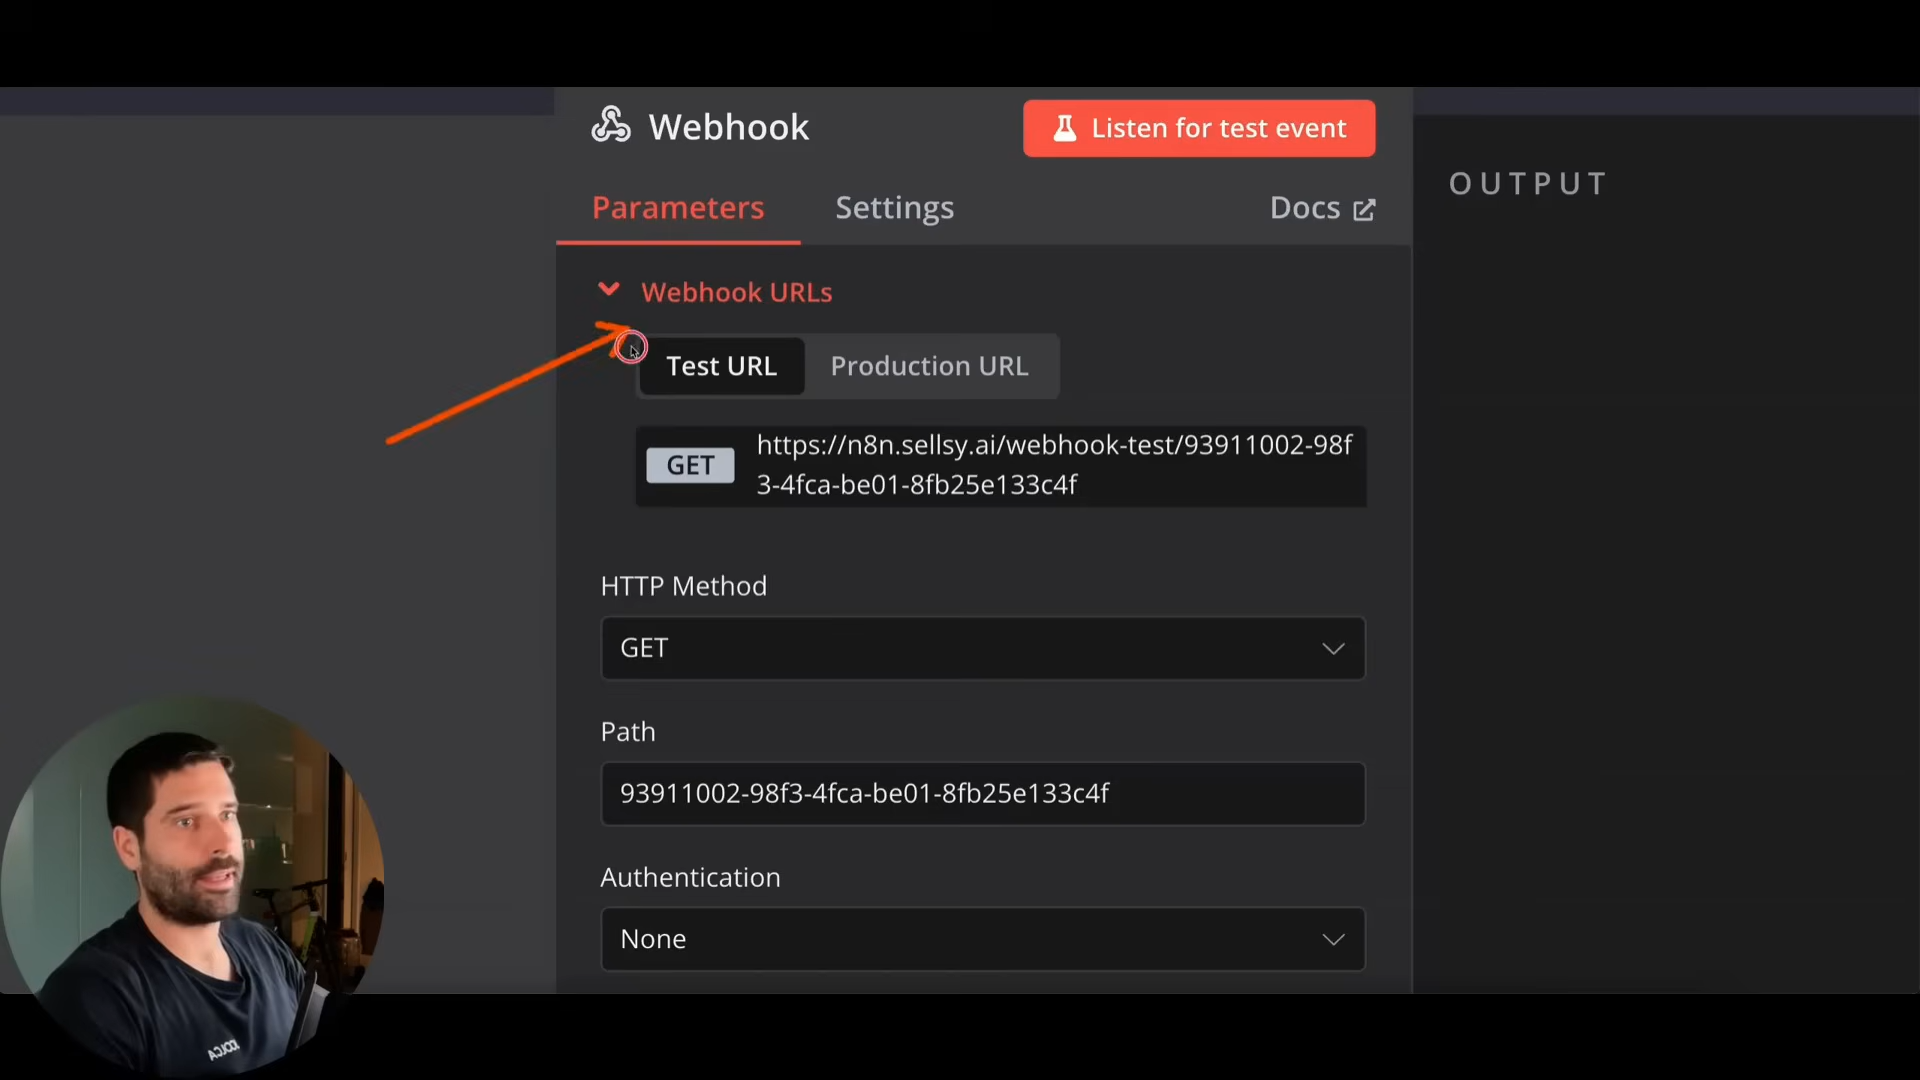 Webhook
Listen for test event
Parameters
Settings
Docs
OUTPUT
Webhook URLs
Test URL
Production URL
GET
https://n8n.sellsy.ai/webhook-test/93911002-98f
3-4fca-be01-8fb25e133c4f
HTTP Method
GET
Path
93911002-98f3-4fca-be01-8fb25e133c4f
Authentication
None